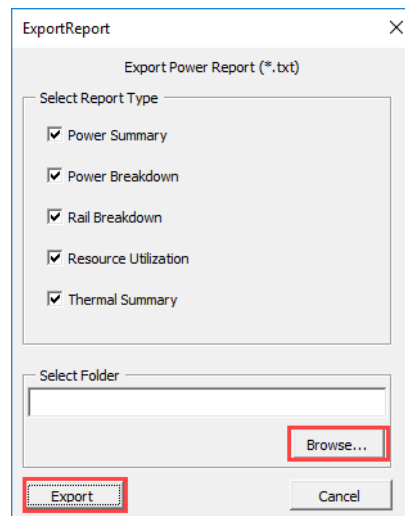 ExportReport
Export Power Report (*.txt)
Select Report Type
Power Summary
Power Breakdown
Rail Breakdown
Resource Utilization
Thermal Summary
Select Folder
Browse...
Export Cancel